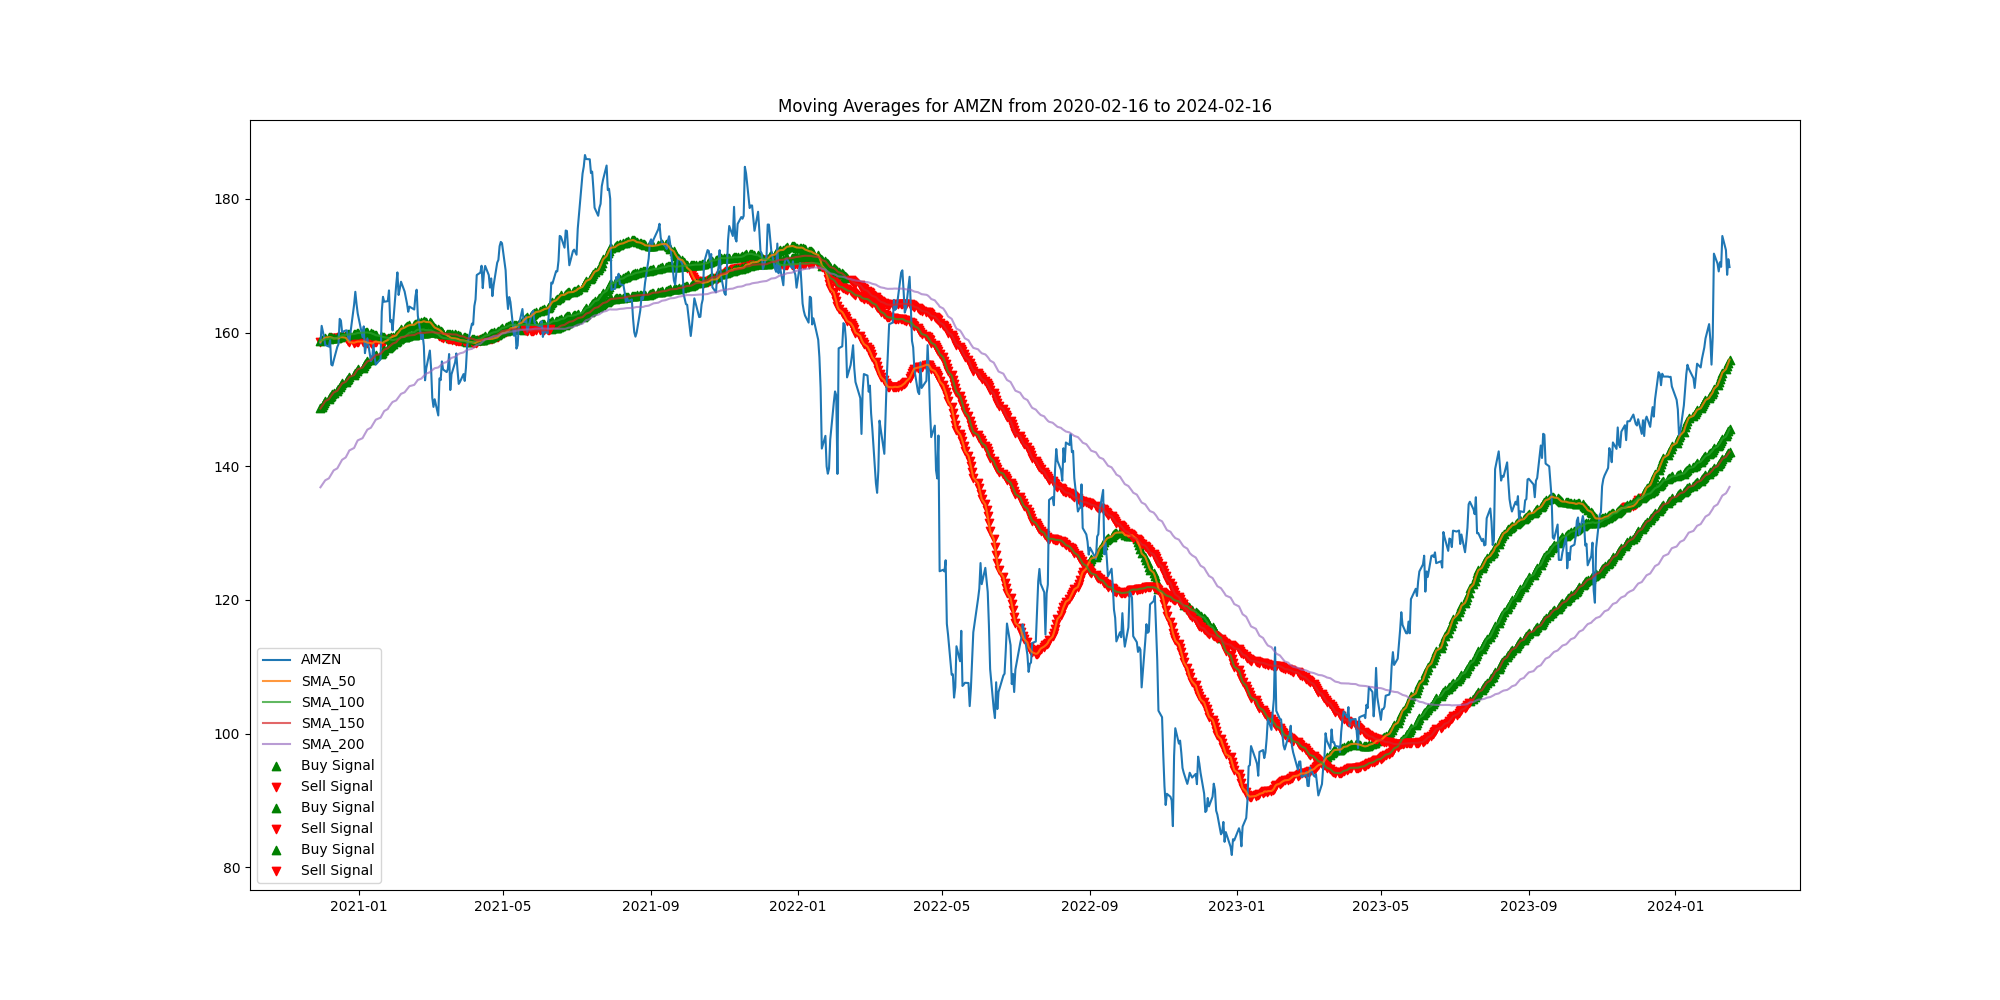 Moving Averages for AMZN from 2020-02-16 to 2024-02-16
180
160
140
120
100
80
AMZN
SMA_50
SMA_100
SMA_150
SMA_200
Buy Signal
Sell Signal
Buy Signal
Sell Signal
Buy Signal
Sell Signal
2021-01 2021-05 2021-09 2022-01 2022-05 2022-09 2023-01 2023-05 2023-09 2024-01